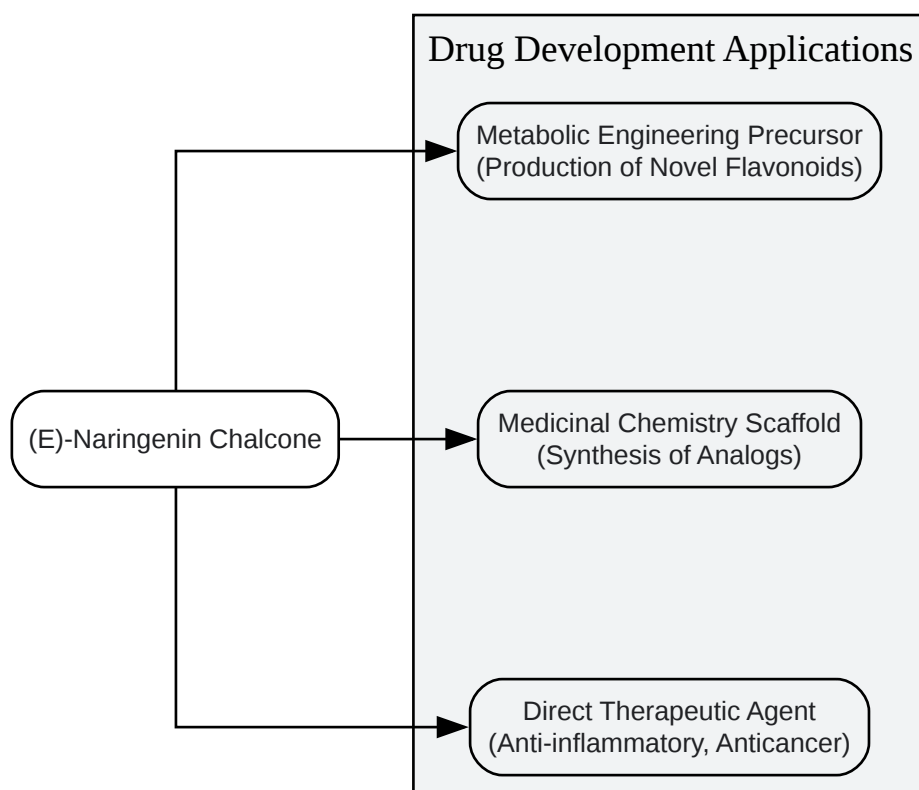 Drug Development Applications
Metabolic Engineering Precursor
(Production of Novel Flavonoids)
(E)-Naringenin Chalcone
Medicinal Chemistry Scaffold
(Synthesis of Analogs)
Direct Therapeutic Agent
(Anti-inflammatory, Anticancer)